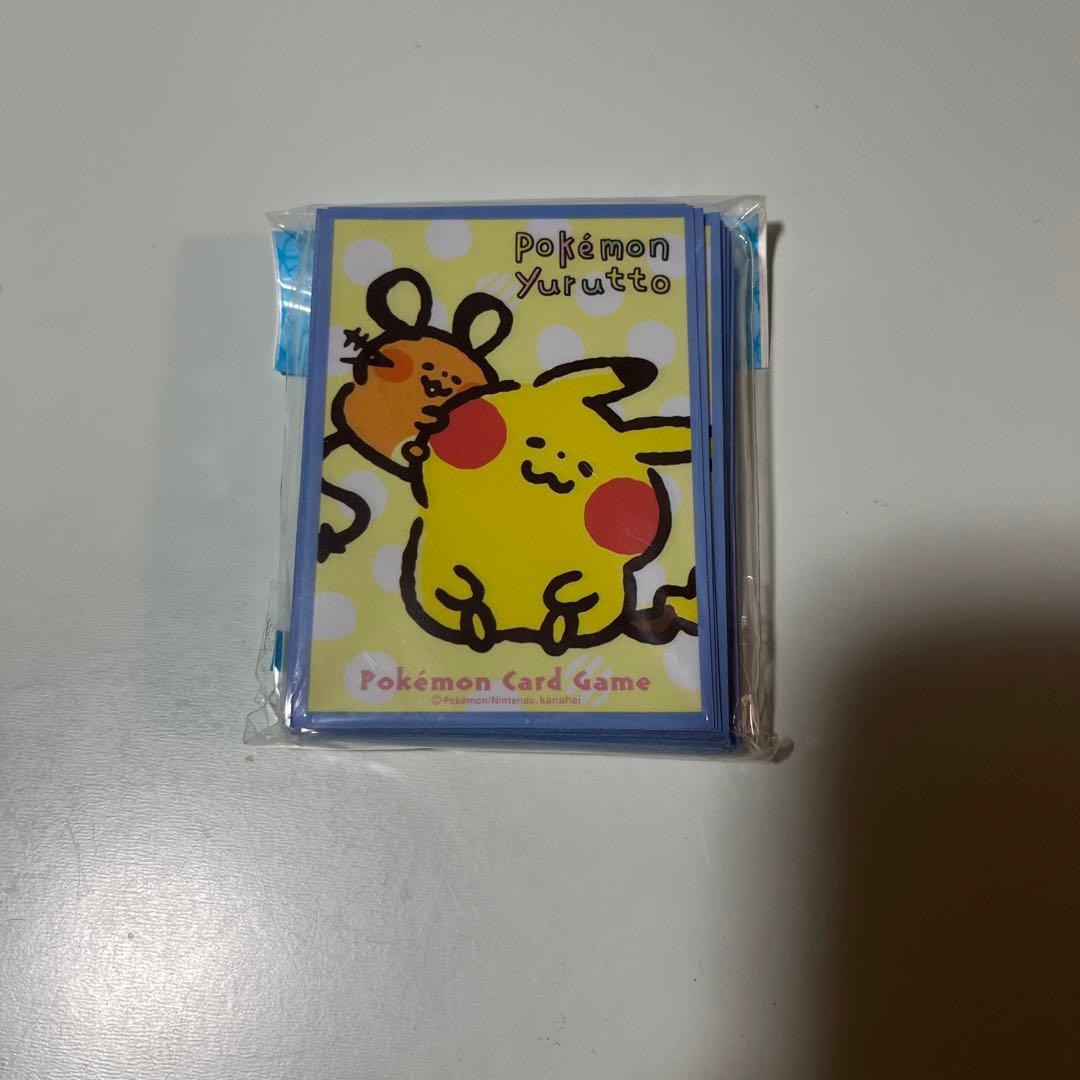 Pokémon
Yurutto
Pokémon Card Game
©Pokémon/Nintendo. kanahei